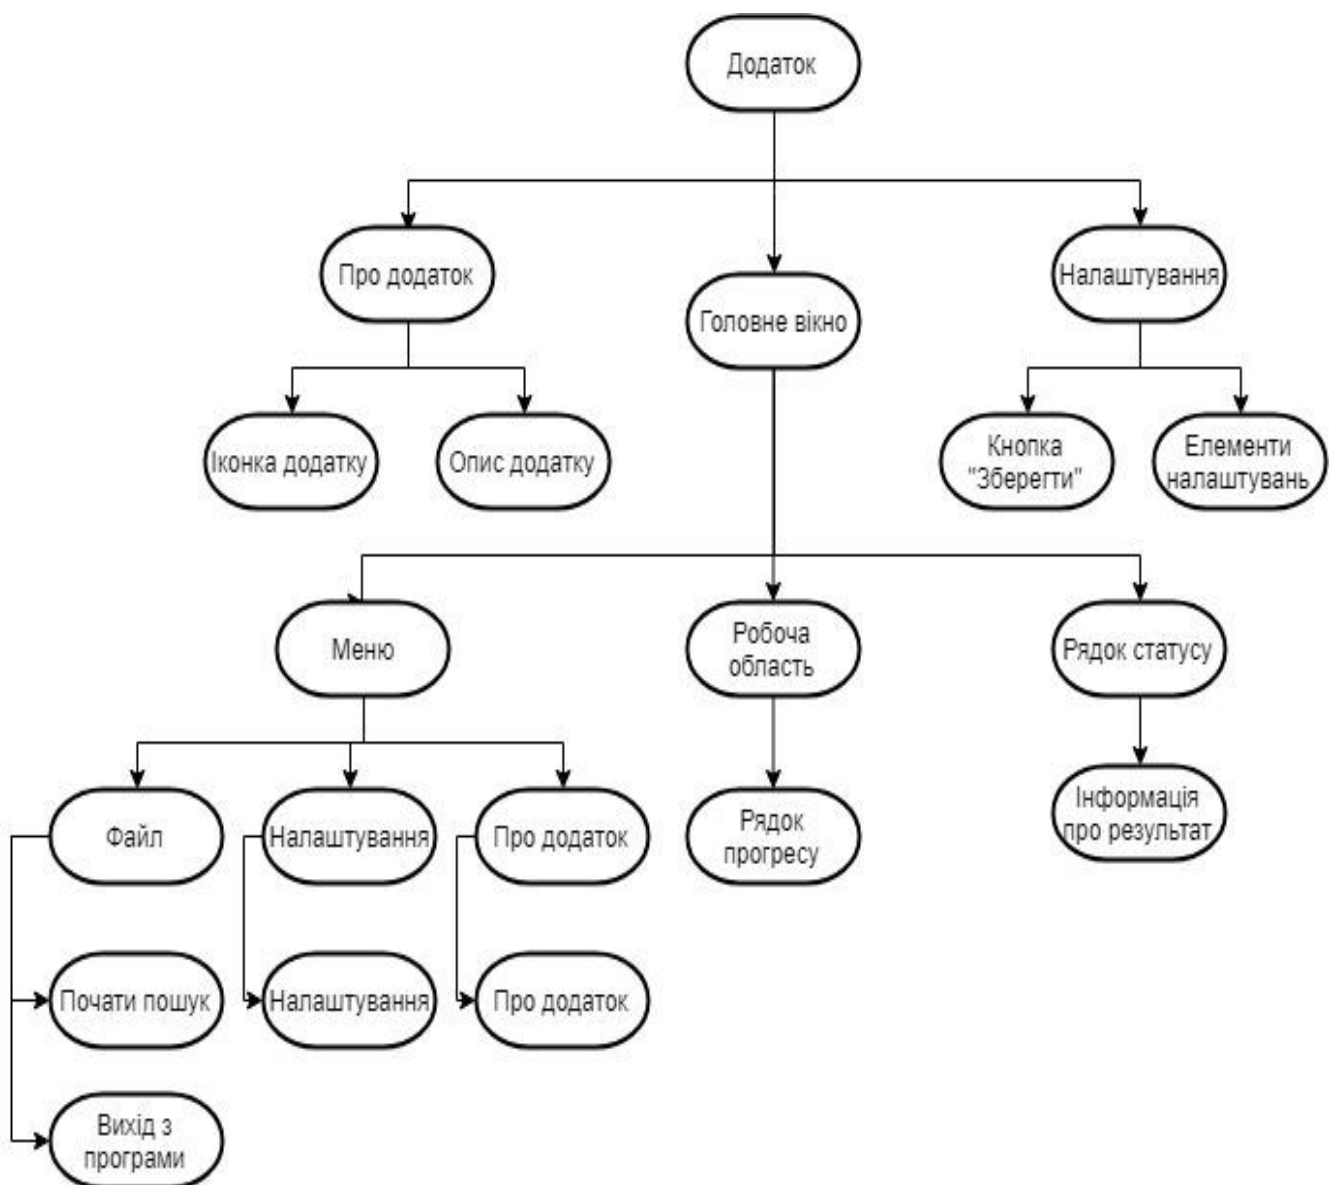 Додаток
Про додаток
Головне вікно
Налаштування
Іконка додатку
Опис додатку
Кнопка
"Зберегти"
Елементи
налаштувань
Меню
Робоча
область
Рядок статусу
Файл
Налаштування
Про додаток
Рядок
прогресу
Інформація
про результат
Почати пошук
Налаштування
Про додаток
Вихід з
програми